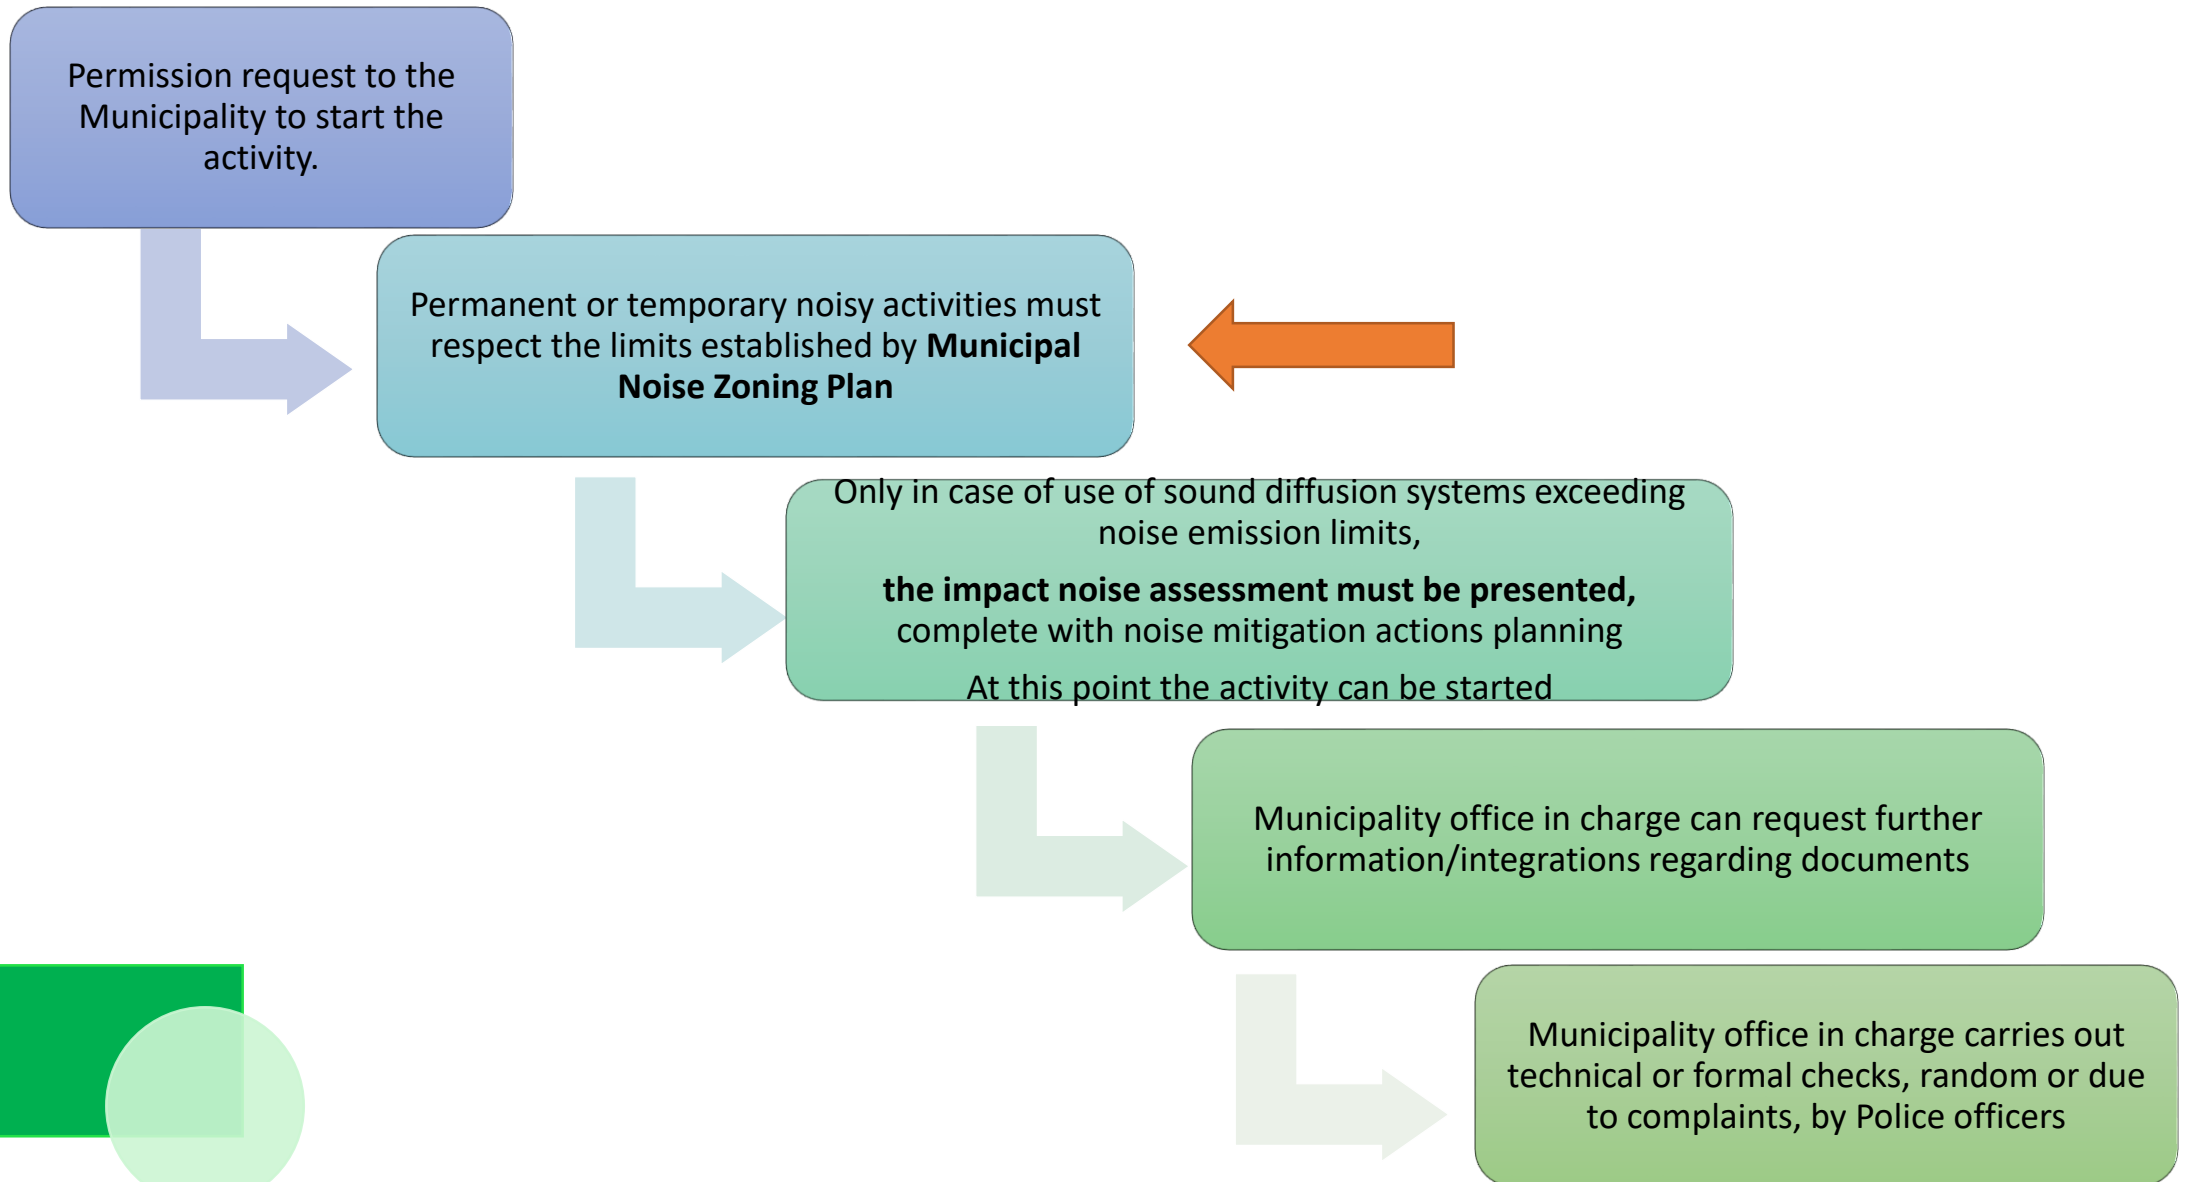 Permission request to the
Municipality to start the
activity.
Permanent or temporary noisy activities must
respect the limits established by Municipal
Noise Zoning Plan
Only in case of use of sound diffusion systems exceeding
noise emission limits,
the impact noise assessment must be presented,
complete with noise mitigation actions planning
At this point the activity can be started
Municipality office in charge can request further
information/integrations regarding documents
Municipality office in charge carries out
technical or formal checks, random or due
to complaints, by Police officers